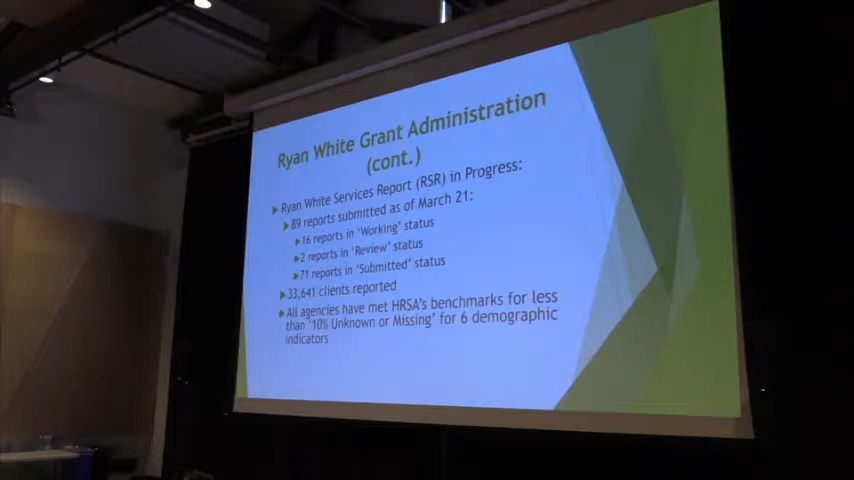 Ryan White Grant Administration
(cont.)
Ryan White Services Report (RSR) in Progress:
89 reports submitted as of March 21:
16 reports in 'Working' status
2 reports in 'Review' status
71 reports in 'Submitted' status
33,641 clients reported
All agencies have met HRSA's benchmarks for less
than '10% Unknown or Missing' for 6 demographic
indicators